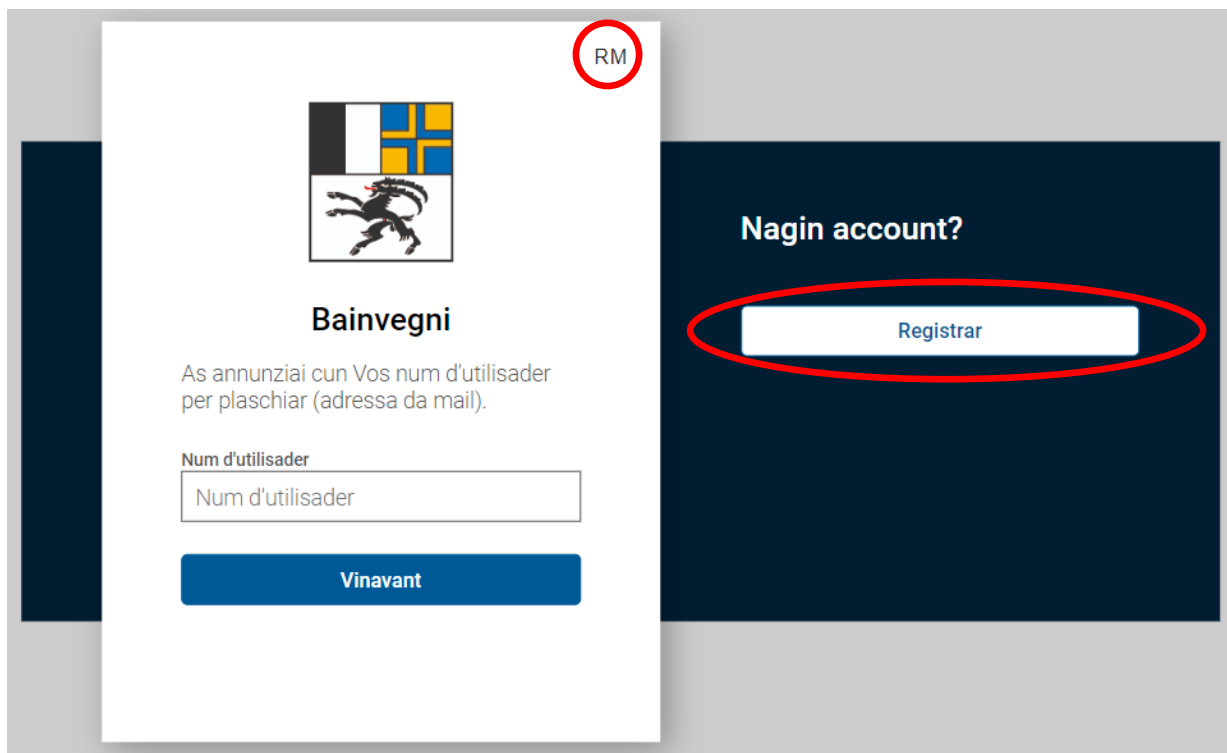 RM
Bainvegni
As annunziai cun Vos num d'utilisader
per plaschiar (adressa da mail).
Num d'utilisader
Num d'utilisader
Vinavant
Nagin account?
Registrar